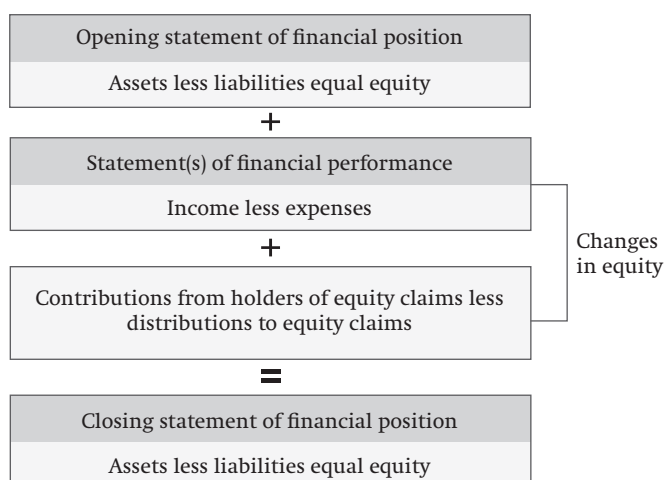 Opening statement of financial position
Assets less liabilities equal equity
+
Statement(s) of financial performance
Income less expenses
+
Changes
in equity
Contributions from holders of equity claims less
distributions to equity claims
=
Closing statement of financial position
Assets less liabilities equal equity